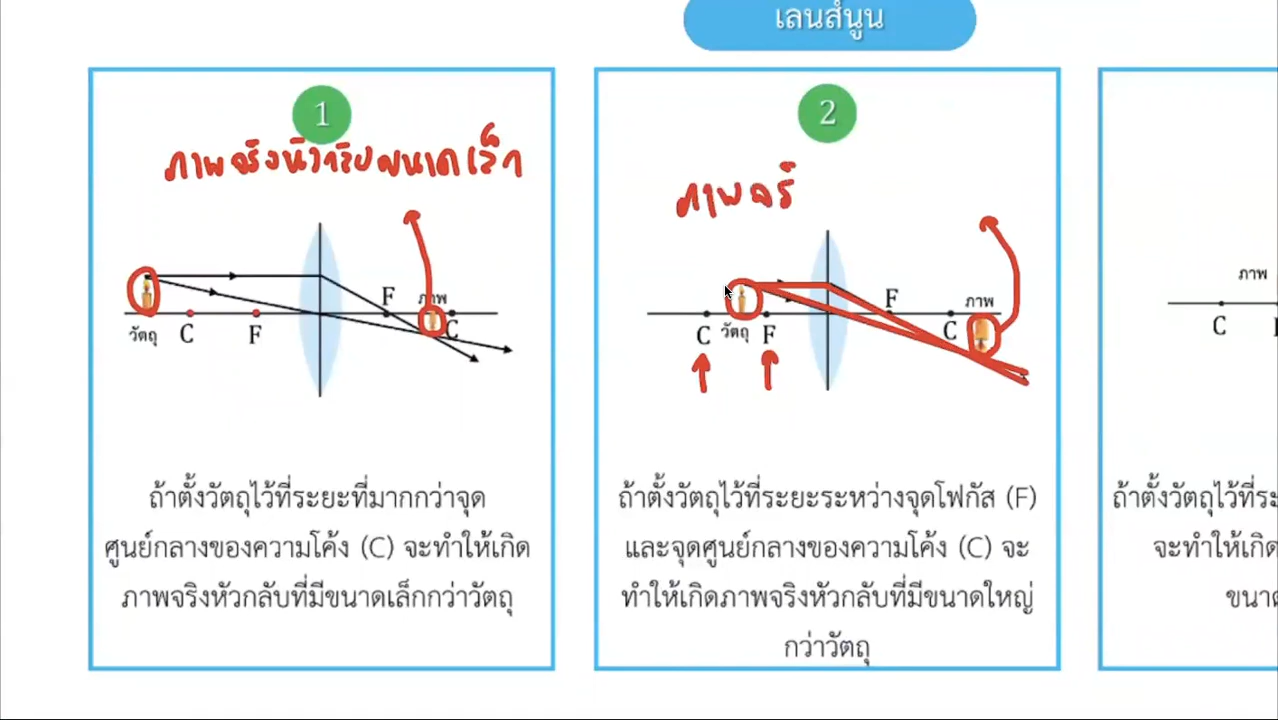 เลนส์นูน
1
ภาพจริงหัวกลับขนาดเล็ก
F
ภาพ
วัตถุ
C
F
C
ถ้าตั้งวัตถุไว้ที่ระยะที่มากกว่าจุด
ศูนย์กลางของความโค้ง (C) จะทำให้เกิด
ภาพจริงหัวกลับที่มีขนาดเล็กกว่าวัตถุ
2
ภาพจริ
F
ภาพ
C
วัตถุ
F
C
ถ้าตั้งวัตถุไว้ที่ระยะระหว่างจุดโฟกัส (F)
และจุดศูนย์กลางของความโค้ง (C) จะ
ทำให้เกิดภาพจริงหัวกลับที่มีขนาดใหญ่
กว่าวัตถุ
ภาพ
C
ถ้าตั้งวัตถุไว้ที่
จะทำให้